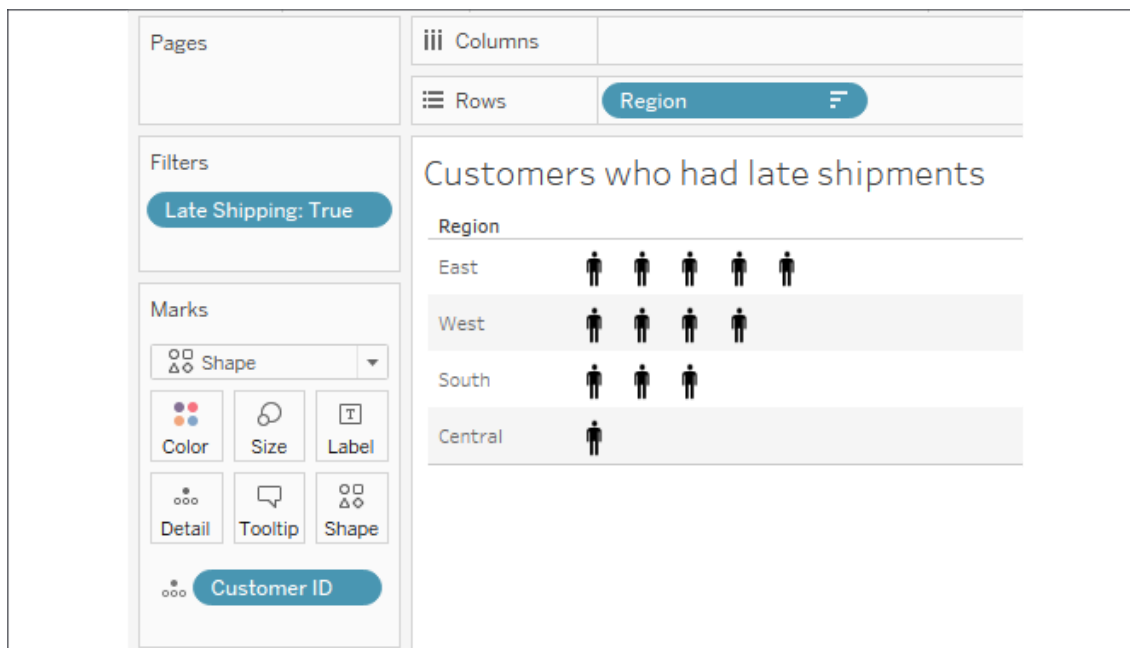 Pages
Columns
Rows
Region
Filters
Late Shipping: True
Customers who had late shipments
Region
East
West
South
Central
Marks
Shape
Color
Size
T
Label
Detail
Tooltip
Shape
Customer ID